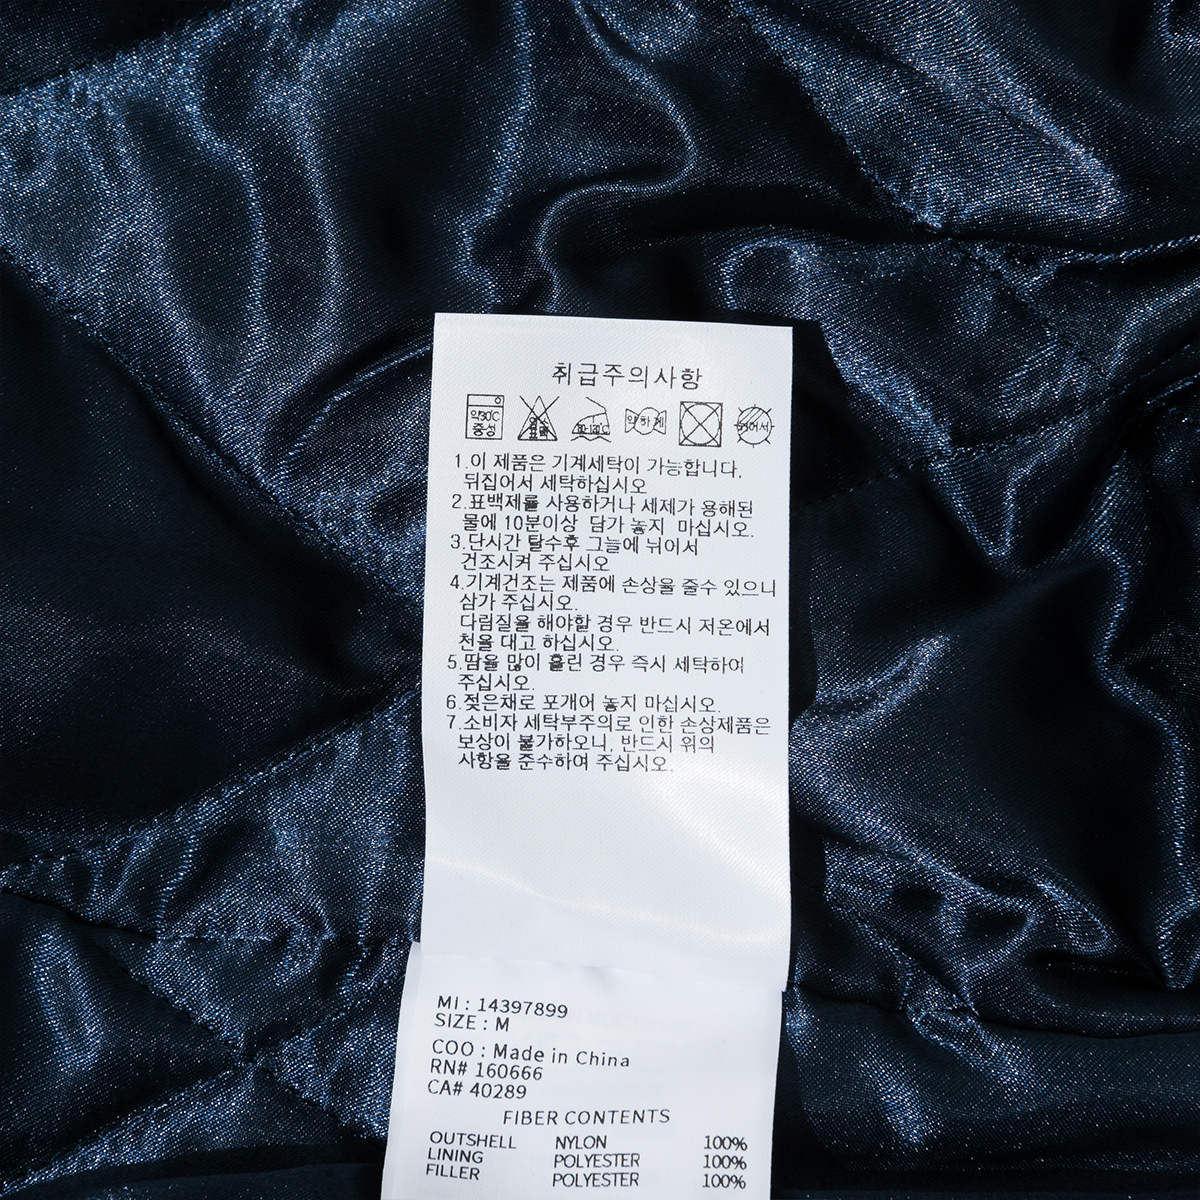 취급주의사항
약30℃
중성
표백
80-120℃
약하게
뉘어서
1.이 제품은 기계세탁이 가능합니다,
뒤집어서 세탁하십시오
2.표백제를 사용하거나 세제가 용해된
물에 10분이상 담가 놓지 마십시오.
3.단시간 탈수후 그늘에 뉘어서
건조시켜 주십시오
4.기계건조는 제품에 손상을 줄수 있으니
삼가 주십시오.
다림질을 해야할 경우 반드시 저온에서
천을 대고 하십시오.
5.땀을 많이 흘린 경우 즉시 세탁하여
주십시오.
6.젖은채로 포개어 놓지 마십시오.
7.소비자 세탁부주의로 인한 손상제품은
보상이 불가하오니, 반드시 위의
사항을 준수하여 주십시오.
MI : 14397899
SIZE : M
COO : Made in China
RN# 160666
CA# 40289
FIBER CONTENTS
OUTSHELL NYLON 100%
LINING POLYESTER 100%
FILLER POLYESTER 100%